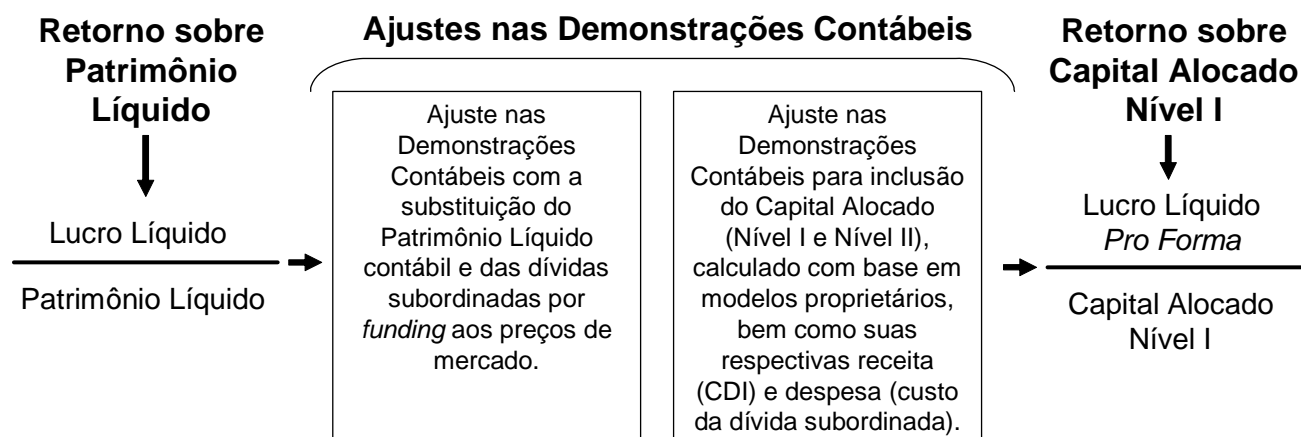 Retorno sobre
Patrimônio
Líquido
Lucro Líquido
Patrimônio Líquido
Ajustes nas Demonstrações Contábeis
Ajuste nas
Demonstrações
Contábeis com a
substituição do
Patrimônio Líquido
contábil e das dívidas
subordinadas por
funding aos preços de
mercado.
Ajuste nas
Demonstrações
Contábeis para inclusão
do Capital Alocado
(Nível I e Nível II),
calculado com base em
modelos proprietários,
bem como suas
respectivas receita
(CDI) e despesa (custo
da dívida subordinada).
Retorno sobre
Capital Alocado
Nível I
Lucro Líquido
Pro Forma
Capital Alocado
Nível I